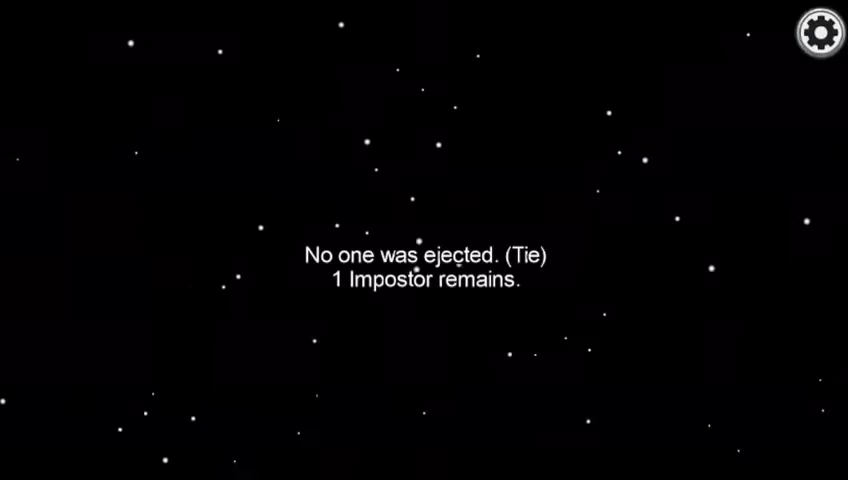 No one was ejected. (Tie)
1 Impostor remains.